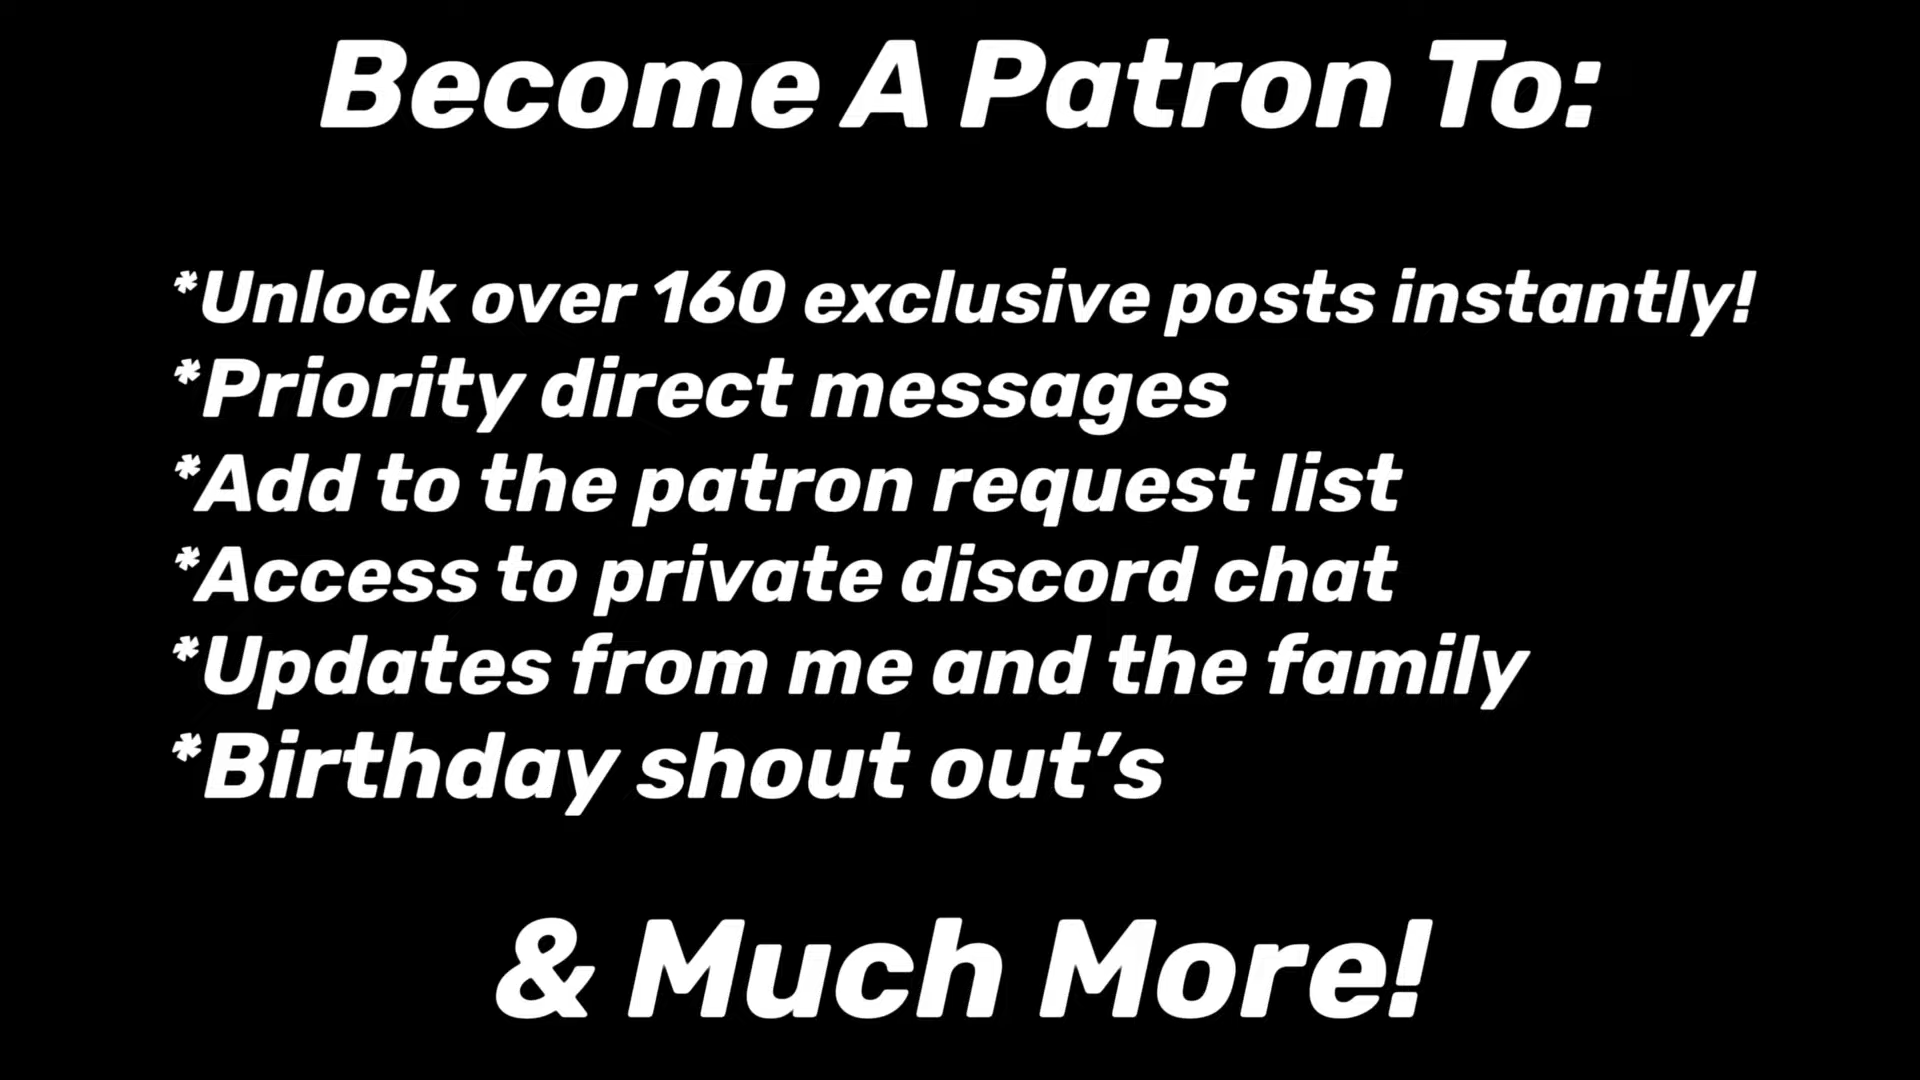 Become A Patron To:
*Unlock over 160 exclusive posts instantly!
*Priority direct messages
*Add to the patron request list
*Access to private discord chat
*Updates from me and the family
*Birthday shout out’s
& Much More!